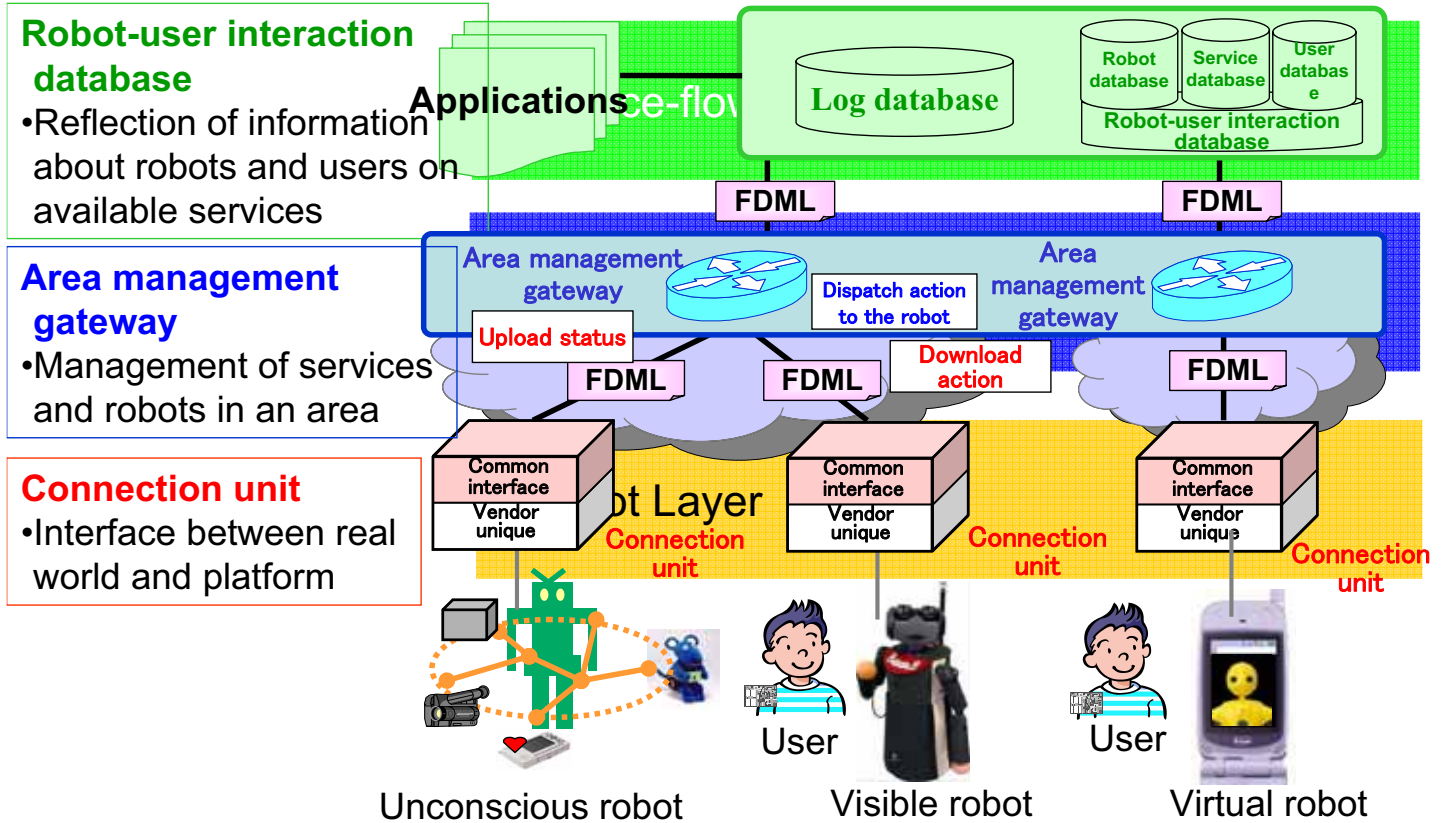 Robot-user interaction
database
•Reflection of information
about robots and users on
available services
Area management
gateway
•Management of services
and robots in an area
Connection unit
•Interface between real
world and platform
Applications
ce-flow
Log database
Robot
database
Service
database
User
databas
e
Robot-user interaction
database
FDML
FDML
Area management
gateway
Dispatch action
to the robot
Area
management
gateway
Upload status
Download
action
FDML
FDML
FDML
Common
interface
Vendor
unique
Common
interface
Vendor
unique
Common
interface
Vendor
unique
ot Layer
Connection
unit
Connection
unit
Connection
unit
User
User
Unconscious robot
Visible robot
Virtual robot